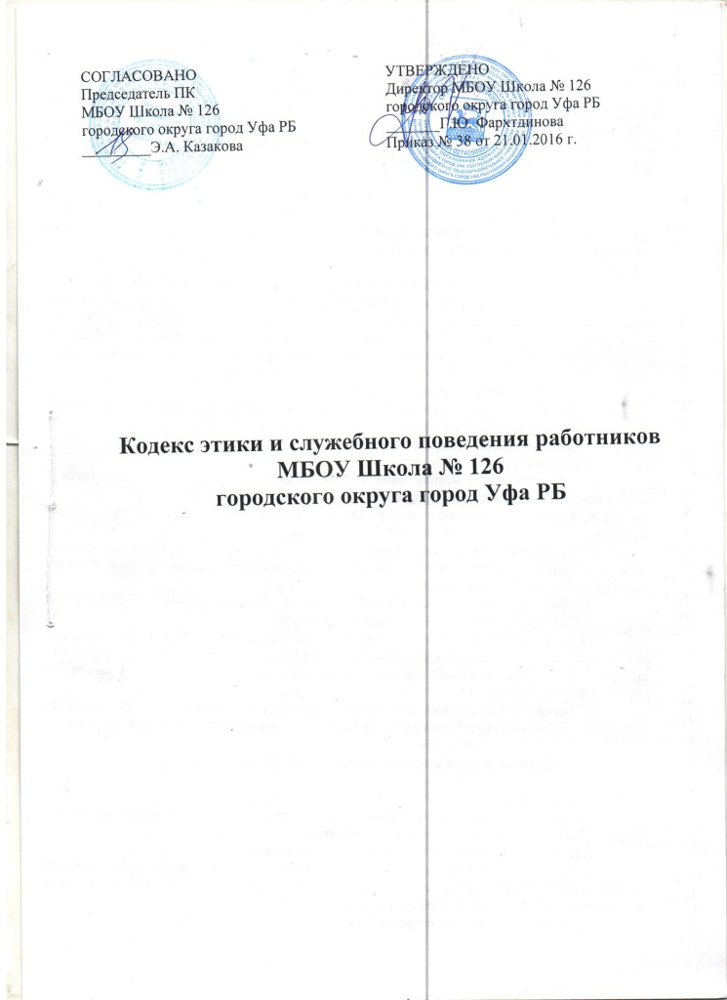 СОГЛАСОВАНО
Председатель ПК
МБОУ Школа № 126
городского округа город Уфа РБ
_________Э.А. Казакова
УТВЕРЖДЕНО
Директор МБОУ Школа № 126
городского округа город Уфа РБ
_______Г.Ю. Фархтдинова
Приказ № 38 от 21.01.2016 г.
Кодекс этики и служебного поведения работников
МБОУ Школа № 126
городского округа город Уфа РБ